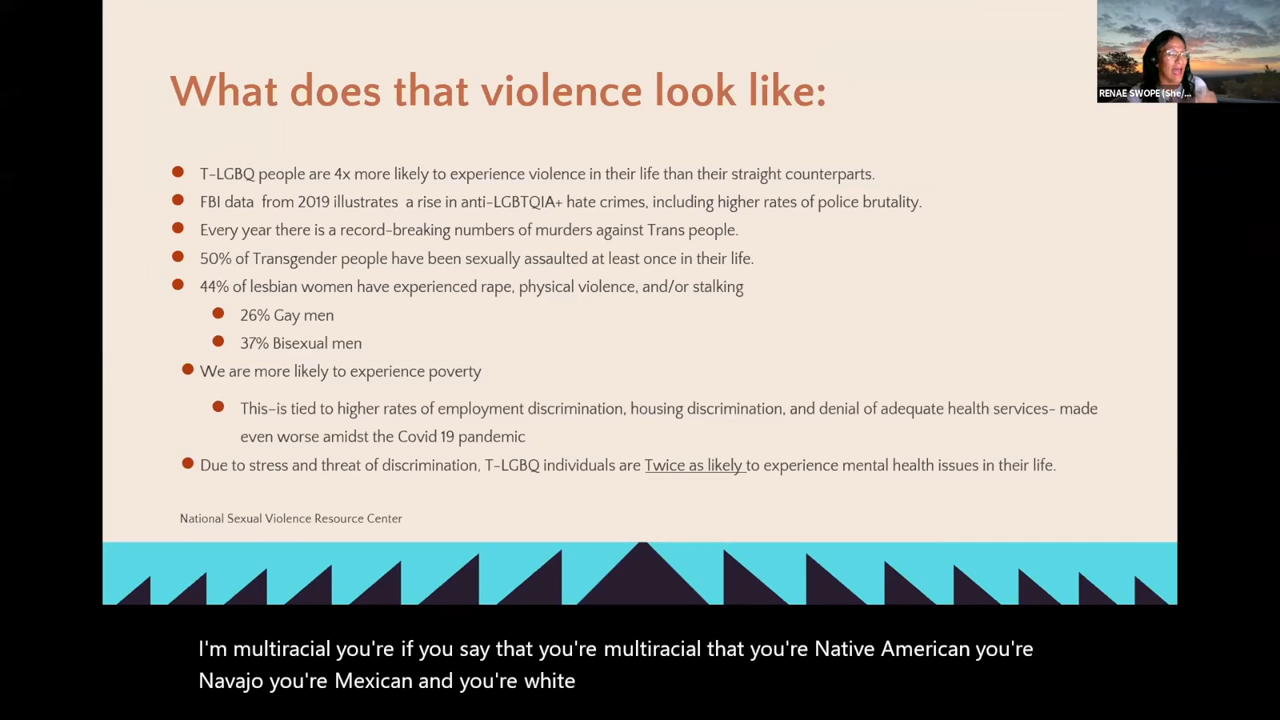 What does that violence look like:
RENAE SWOPE (She/...
T-LGBQ people are 4x more likely to experience violence in their life than their straight counterparts.
FBI data from 2019 illustrates a rise in anti-LGBTQIA+ hate crimes, including higher rates of police brutality.
Every year there is a record-breaking numbers of murders against Trans people.
50% of Transgender people have been sexually assaulted at least once in their life.
44% of lesbian women have experienced rape, physical violence, and/or stalking
26% Gay men
37% Bisexual men
We are more likely to experience poverty
This-is tied to higher rates of employment discrimination, housing discrimination, and denial of adequate health services- made
even worse amidst the Covid 19 pandemic
Due to stress and threat of discrimination, T-LGBQ individuals are Twice as likely to experience mental health issues in their life.
National Sexual Violence Resource Center
I'm multiracial you're if you say that you're multiracial that you're Native American you're
Navajo you're Mexican and you're white